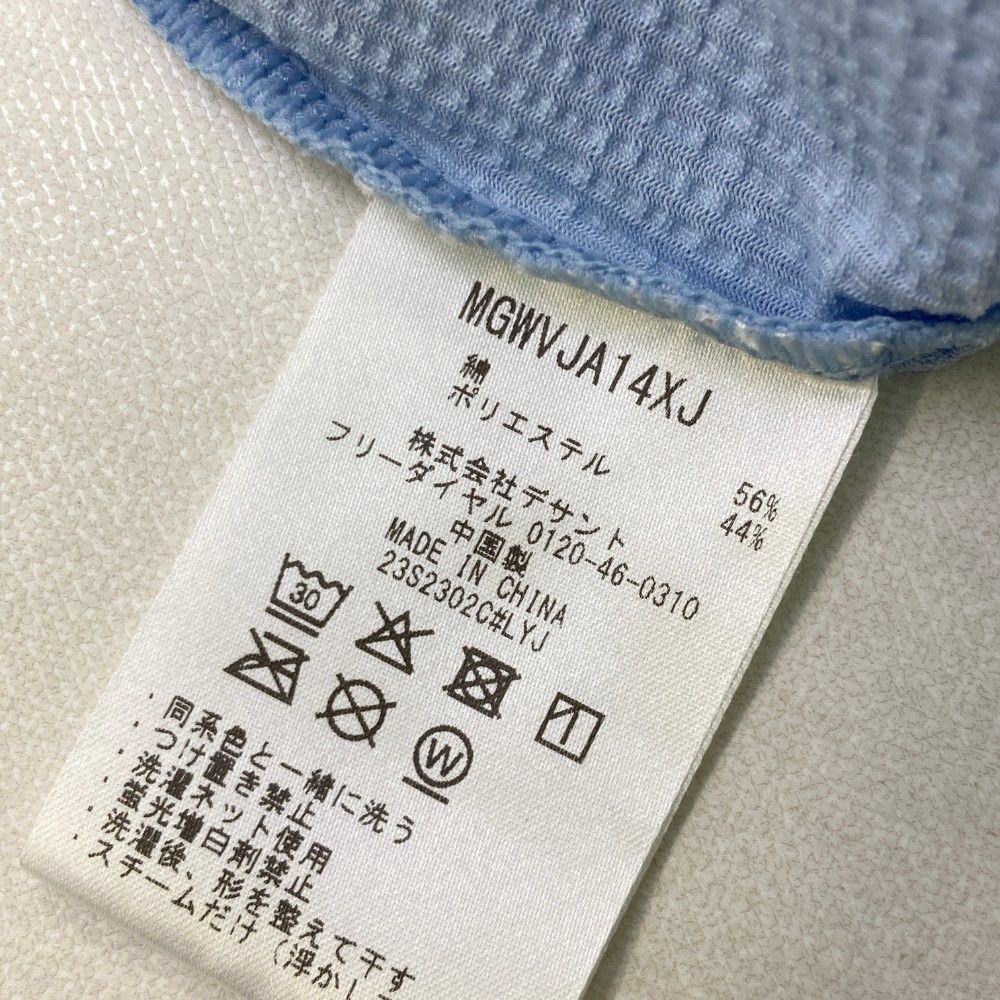 MGWVJA14XJ
綿 56%
ポリエステル 44%
株式会社デサント
フリーダイヤル 0120-46-0310
中国製
MADE IN CHINA
23S2302C#LYJ
30
W
・同系色と一緒に洗う
・つけ置き禁止
・洗濯ネット使用
・蛍光増白剤禁止
・洗濯後、形を整えて干す
・スチームだけ(浮かし